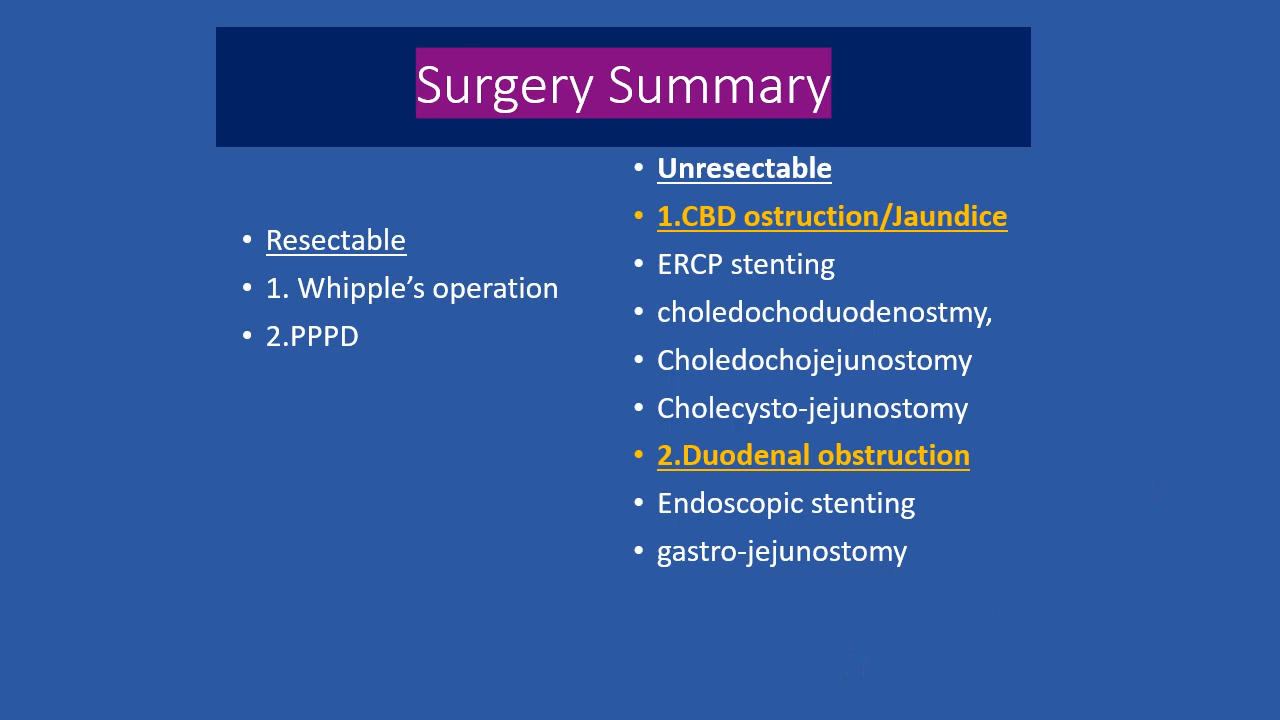 Surgery Summary
• Resectable
• 1. Whipple’s operation
• 2.PPPD
• Unresectable
• 1.CBD ostruction/Jaundice
• ERCP stenting
• choledochoduodenostmy,
• Choledochojejunostomy
• Cholecysto-jejunostomy
• 2.Duodenal obstruction
• Endoscopic stenting
• gastro-jejunostomy